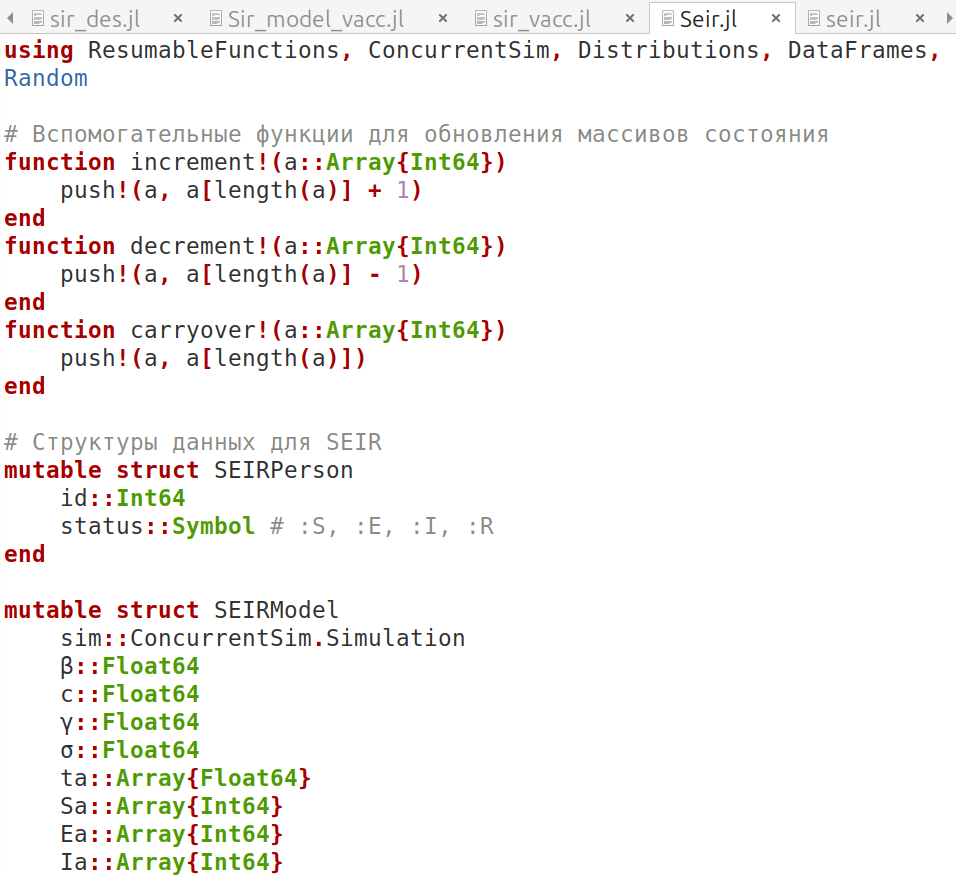 sir_des.jl × Sir_model_vacc.jl × sir_vacc.jl × Seir.jl × seir.jl ×
using ResumableFunctions, ConcurrentSim, Distributions, DataFrames,
Random
# Вспомогательные функции для обновления массивов состояния
function increment!(a::Array{Int64})
    push!(a, a[length(a)] + 1)
end
function decrement!(a::Array{Int64})
    push!(a, a[length(a)] - 1)
end
function carryover!(a::Array{Int64})
    push!(a, a[length(a)])
end
# Структуры данных для SEIR
mutable struct SEIRPerson
    id::Int64
    status::Symbol # :S, :E, :I, :R
end
mutable struct SEIRModel
    sim::ConcurrentSim.Simulation
    β::Float64
    c::Float64
    γ::Float64
    σ::Float64
    ta::Array{Float64}
    Sa::Array{Int64}
    Ea::Array{Int64}
    Ia::Array{Int64}